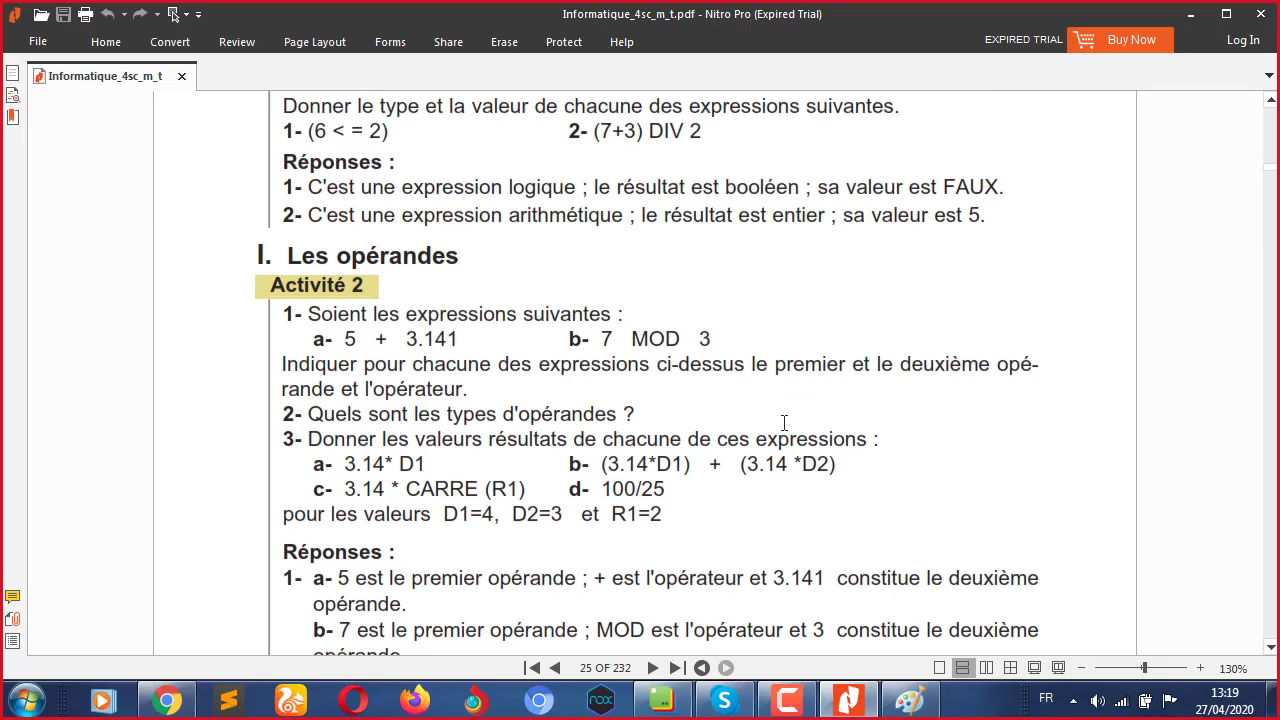 Informatique_4sc_m_t.pdf - Nitro Pro (Expired Trial)
File Home Convert Review Page Layout Forms Share Erase Protect Help EXPIRED TRIAL Buy Now Log In
Informatique_4sc_m_t
Donner le type et la valeur de chacune des expressions suivantes.
1- (6 < = 2) 2- (7+3) DIV 2
Réponses :
1- C'est une expression logique ; le résultat est booléen ; sa valeur est FAUX.
2- C'est une expression arithmétique ; le résultat est entier ; sa valeur est 5.
I. Les opérandes
Activité 2
1- Soient les expressions suivantes :
a- 5 + 3.141 b- 7 MOD 3
Indiquer pour chacune des expressions ci-dessus le premier et le deuxième opé-
rande et l'opérateur.
2- Quels sont les types d'opérandes ?
3- Donner les valeurs résultats de chacune de ces expressions :
a- 3.14* D1 b- (3.14*D1) + (3.14 *D2)
c- 3.14 * CARRE (R1) d- 100/25
pour les valeurs D1=4, D2=3 et R1=2
Réponses :
1- a- 5 est le premier opérande ; + est l'opérateur et 3.141 constitue le deuxième
opérande.
b- 7 est le premier opérande ; MOD est l'opérateur et 3 constitue le deuxième
opérande.
25 OF 232 130%
FR 13:19
27/04/2020